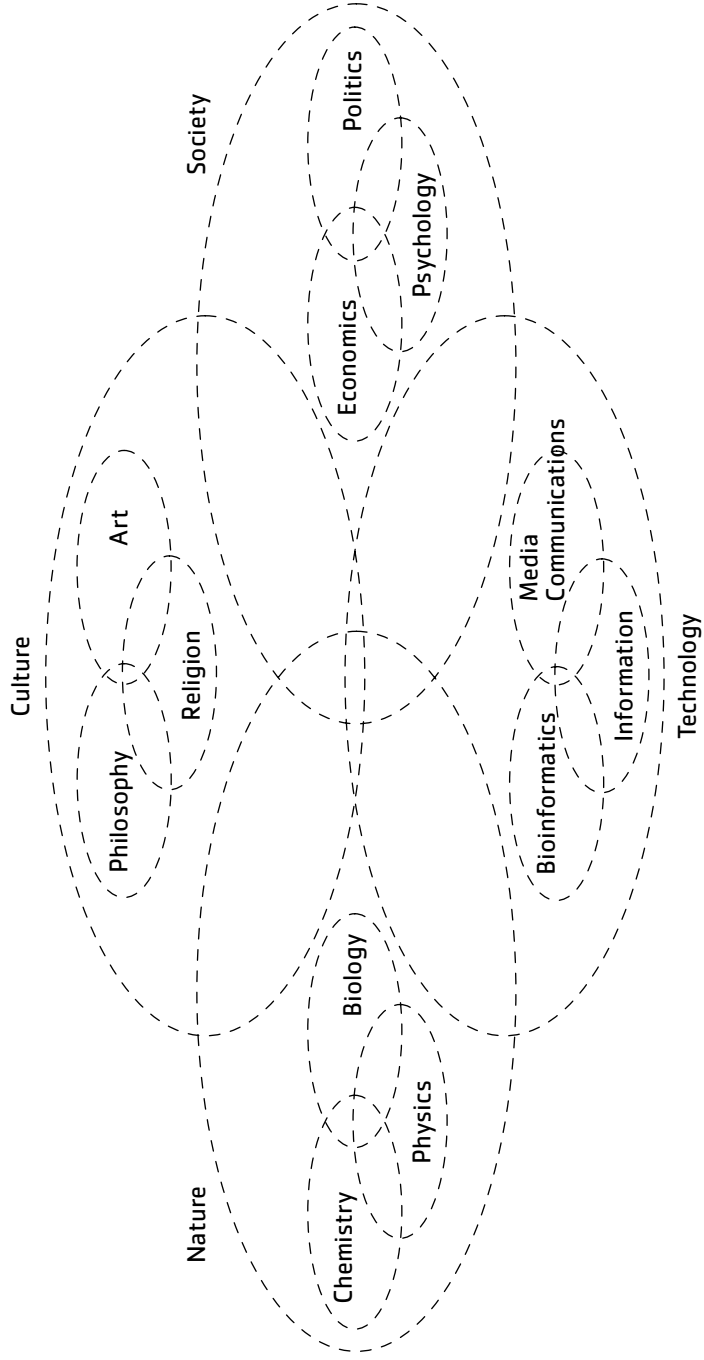 Culture
Nature
Society
Philosophy
Art
Religion
Chemistry
Biology
Physics
Economics
Politics
Psychology
Bioinformatics
Media
Communications
Information
Technology